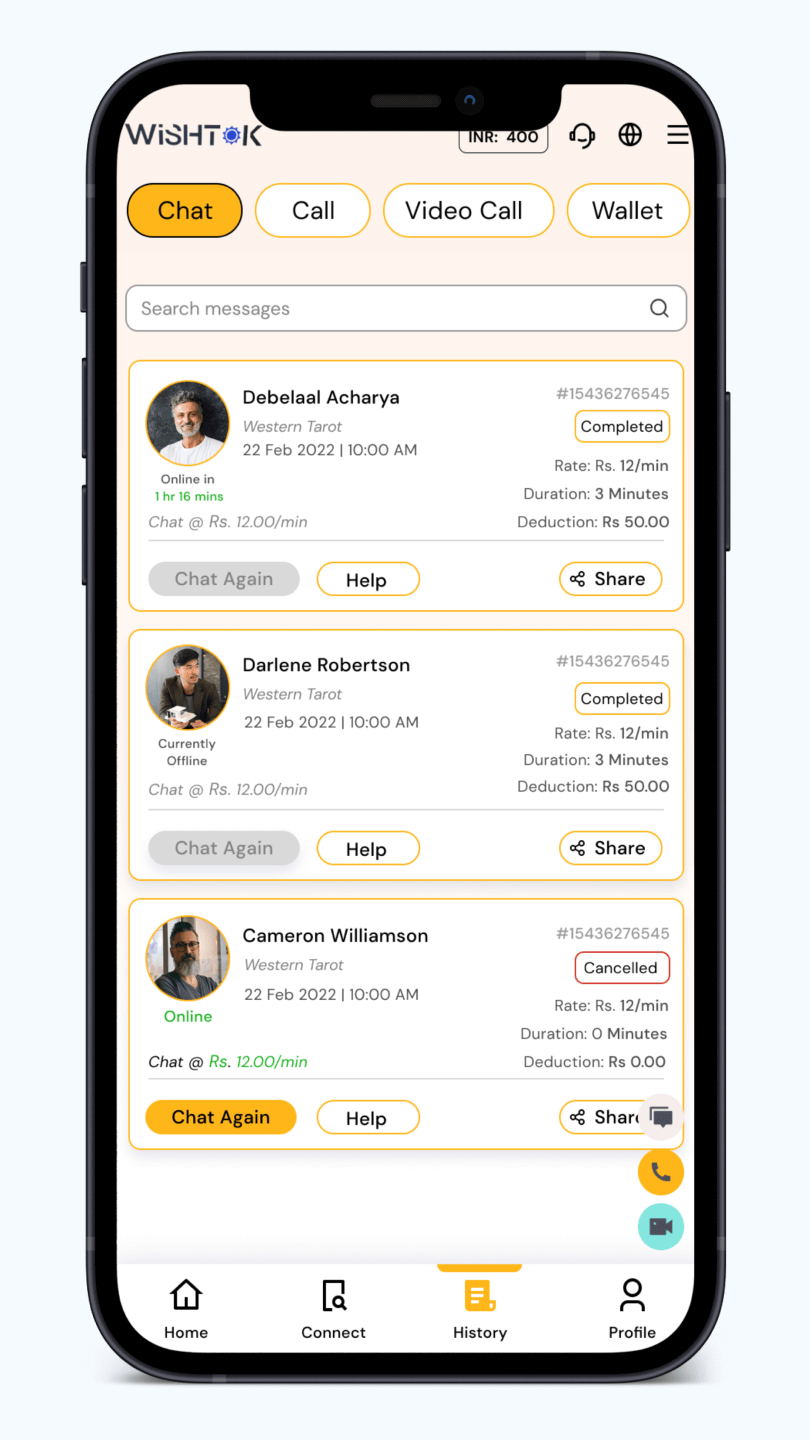 WiSHTOK
INR: 400
Chat
Call
Video Call
Wallet
Search messages
Debelaal Acharya
#15436276545
Western Tarot
Completed
22 Feb 2022 | 10:00 AM
Rate: Rs. 12/min
Online in
1 hr 16 mins
Duration: 3 Minutes
Chat @ Rs. 12.00/min
Deduction: Rs 50.00
Chat Again
Help
Share
Darlene Robertson
#15436276545
Western Tarot
Completed
22 Feb 2022 | 10:00 AM
Rate: Rs. 12/min
Currently
Offline
Duration: 3 Minutes
Chat @ Rs. 12.00/min
Deduction: Rs 50.00
Chat Again
Help
Share
Cameron Williamson
#15436276545
Western Tarot
Cancelled
22 Feb 2022 | 10:00 AM
Rate: Rs. 12/min
Online
Duration: 0 Minutes
Chat @ Rs. 12.00/min
Deduction: Rs 0.00
Chat Again
Help
Share
Home
Connect
History
Profile